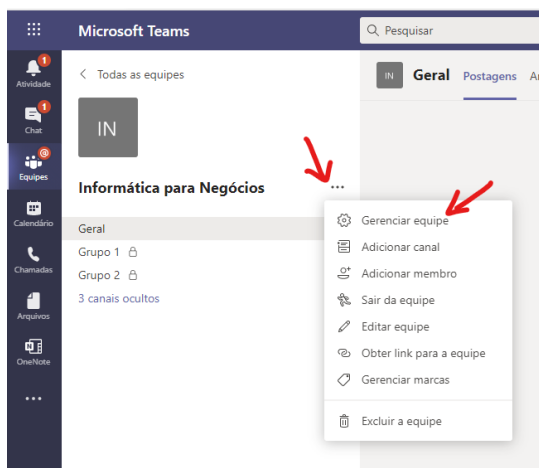 Microsoft Teams
Pesquisar
1
Atividade
1
Chat
@
Equipes
Calendário
Chamadas
Arquivos
OneNote
Todas as equipes
IN
Informática para Negócios
Geral
Grupo 1
Grupo 2
3 canais ocultos
IN Geral Postagens
Gerenciar equipe
Adicionar canal
Adicionar membro
Sair da equipe
Editar equipe
Obter link para a equipe
Gerenciar marcas
Excluir a equipe